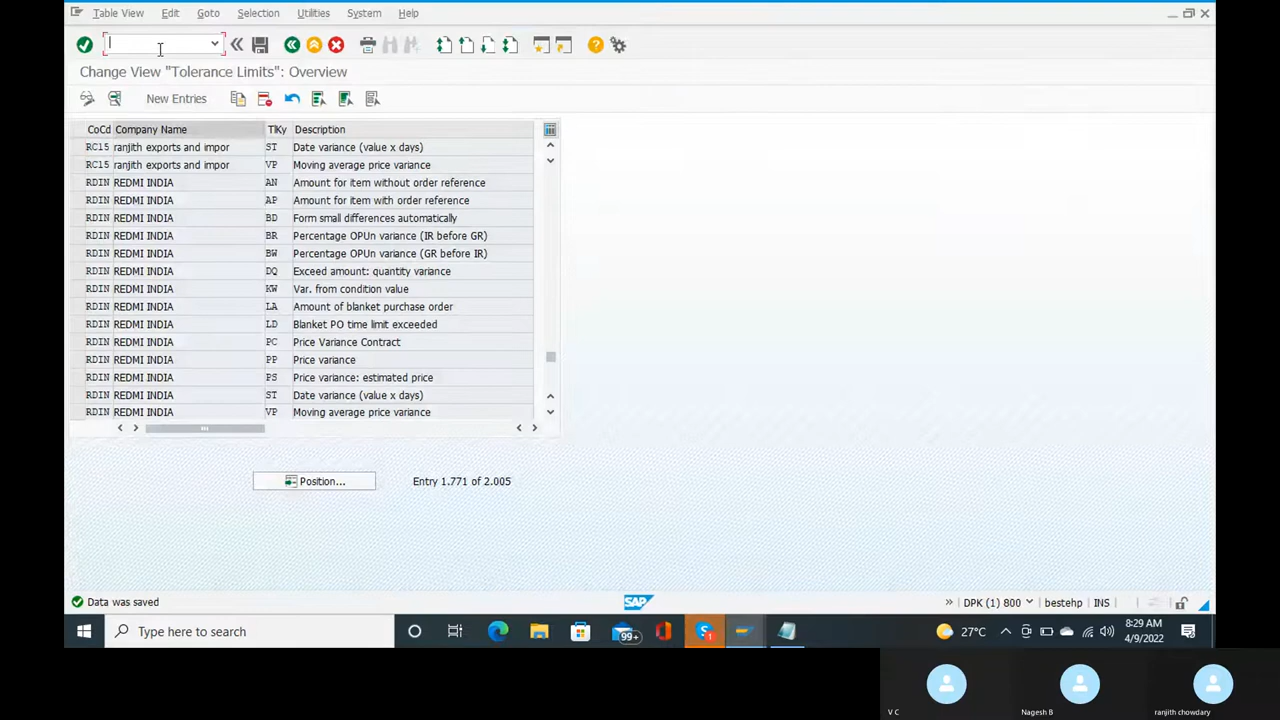 Table View Edit Goto Selection Utilities System Help
Change View "Tolerance Limits": Overview
New Entries
CoCd Company Name TlKy Description
RC15 ranjith exports and impor ST Date variance (value x days)
RC15 ranjith exports and impor VP Moving average price variance
RDIN REDMI INDIA AN Amount for item without order reference
RDIN REDMI INDIA AP Amount for item with order reference
RDIN REDMI INDIA BD Form small differences automatically
RDIN REDMI INDIA BR Percentage OPUn variance (IR before GR)
RDIN REDMI INDIA BW Percentage OPUn variance (GR before IR)
RDIN REDMI INDIA DQ Exceed amount: quantity variance
RDIN REDMI INDIA KW Var. from condition value
RDIN REDMI INDIA LA Amount of blanket purchase order
RDIN REDMI INDIA LD Blanket PO time limit exceeded
RDIN REDMI INDIA PC Price Variance Contract
RDIN REDMI INDIA PP Price variance
RDIN REDMI INDIA PS Price variance: estimated price
RDIN REDMI INDIA ST Date variance (value x days)
RDIN REDMI INDIA VP Moving average price variance
Position... Entry 1.771 of 2.005
Data was saved SAP DPK (1) 800 bestehp INS
Type here to search 99+ S 1 27°C 8:29 AM
4/9/2022
V C Nagesh B ranjith chowdary